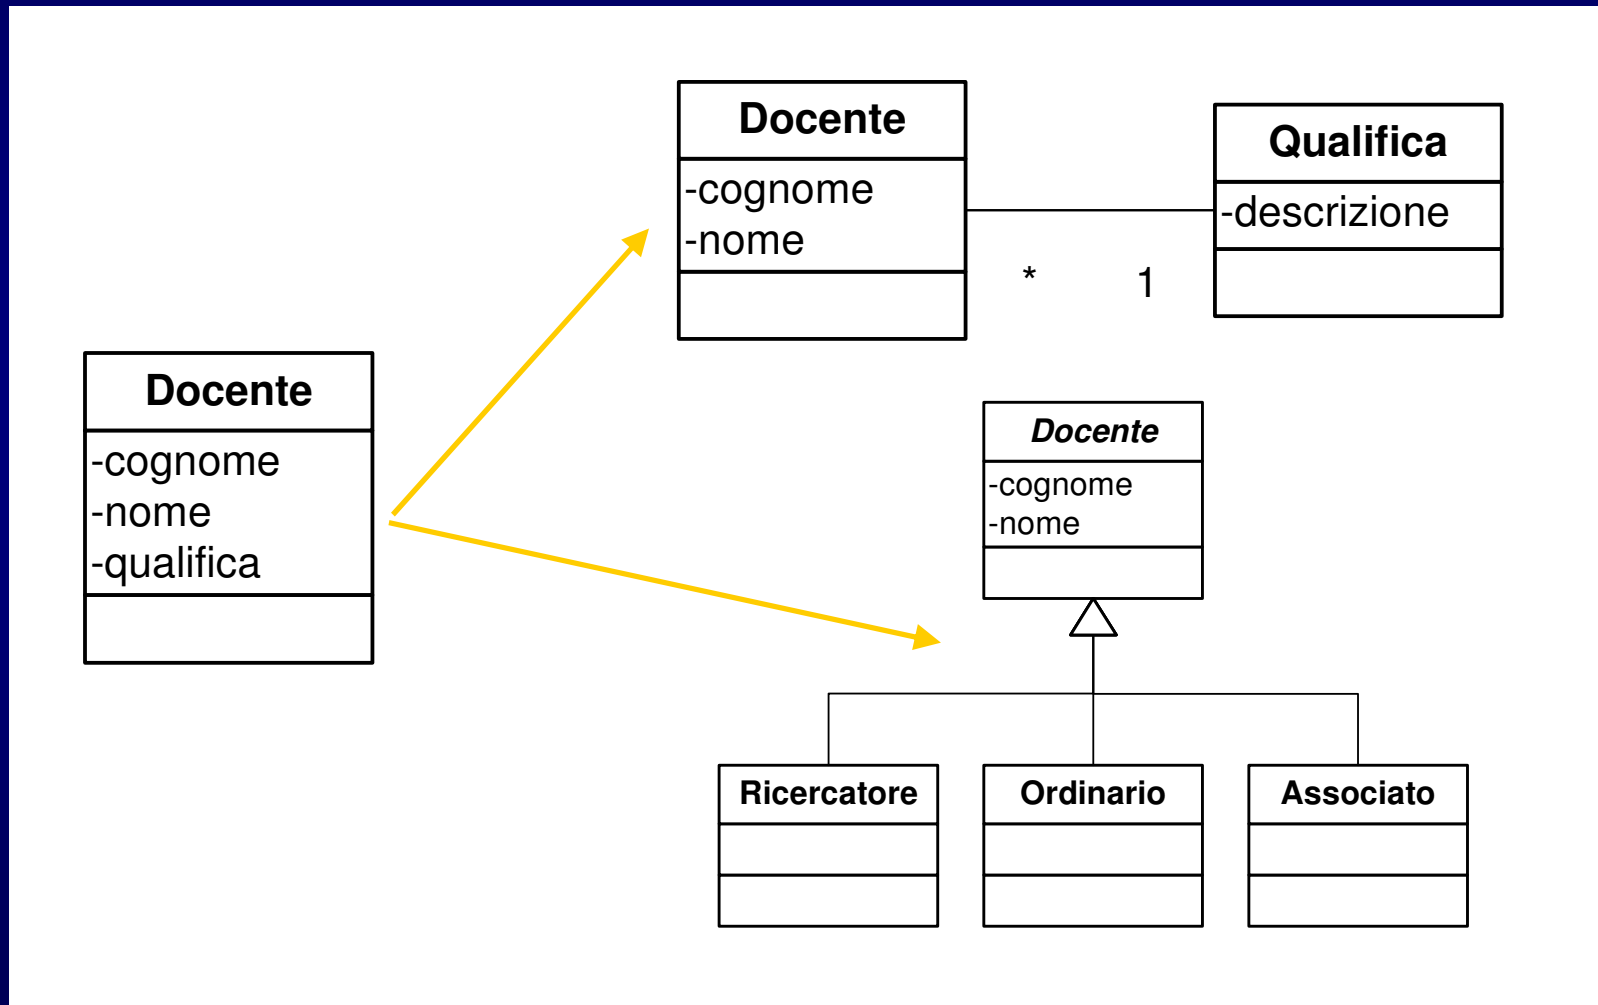 Docente
-cognome
-nome
Qualifica
-descrizione
* 1
Docente
-cognome
-nome
-qualifica
Docente
-cognome
-nome
Ricercatore
Ordinario
Associato